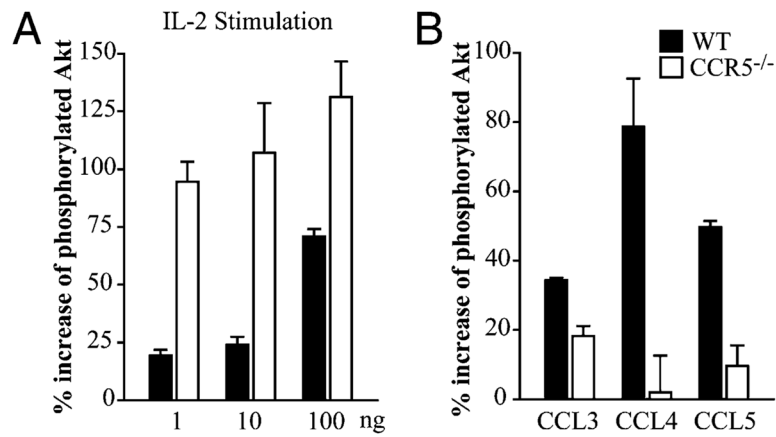 A
IL-2 Stimulation
% increase of phosphorylated Akt
150
125
100
75
50
25
0
1 10 100 ng
B
WT
CCR5-/-
% increase of phosphorylated Akt
100
80
60
40
20
0
CCL3 CCL4 CCL5